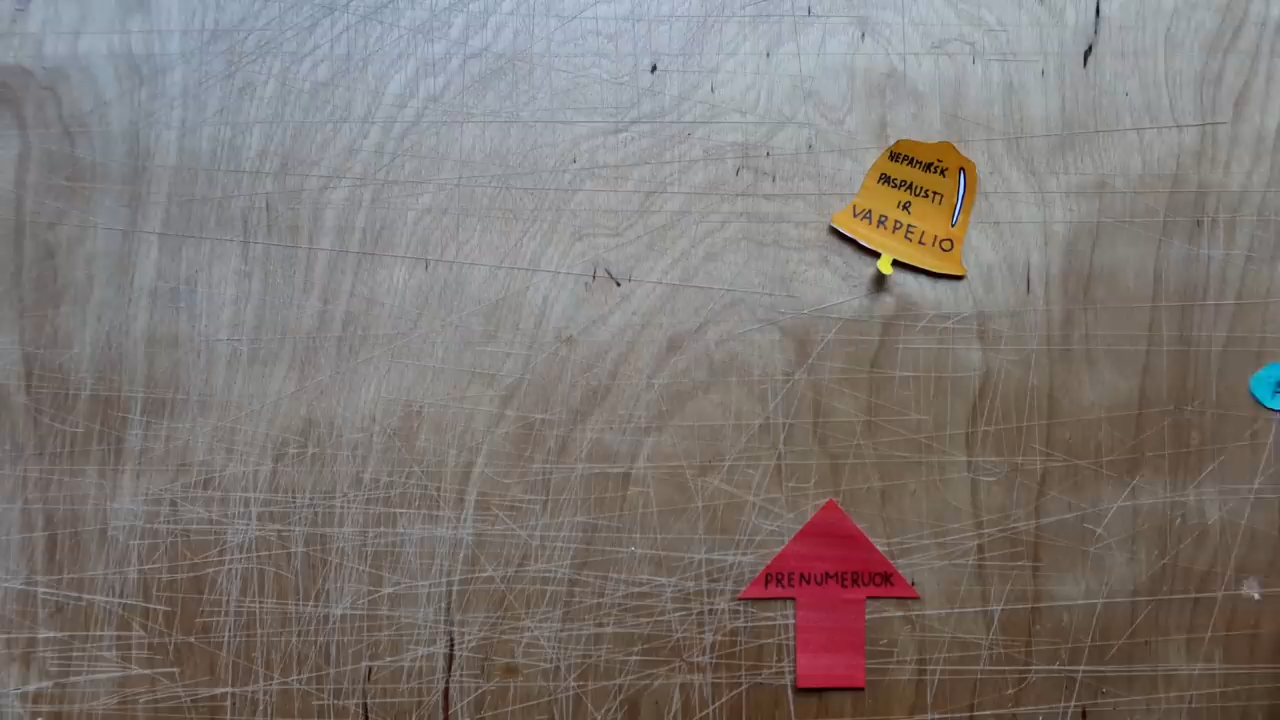 NEPAMIRŠK
PASPAUSTI
IR
VARPELIO
PRENUMERUOK